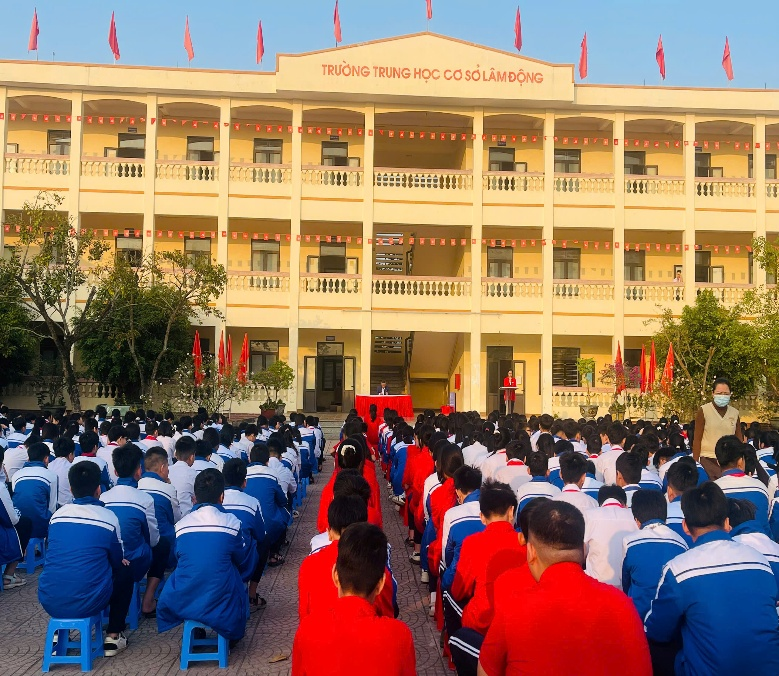 TRƯỜNG TRUNG HỌC CƠ SỞ LÂM ĐỘNG